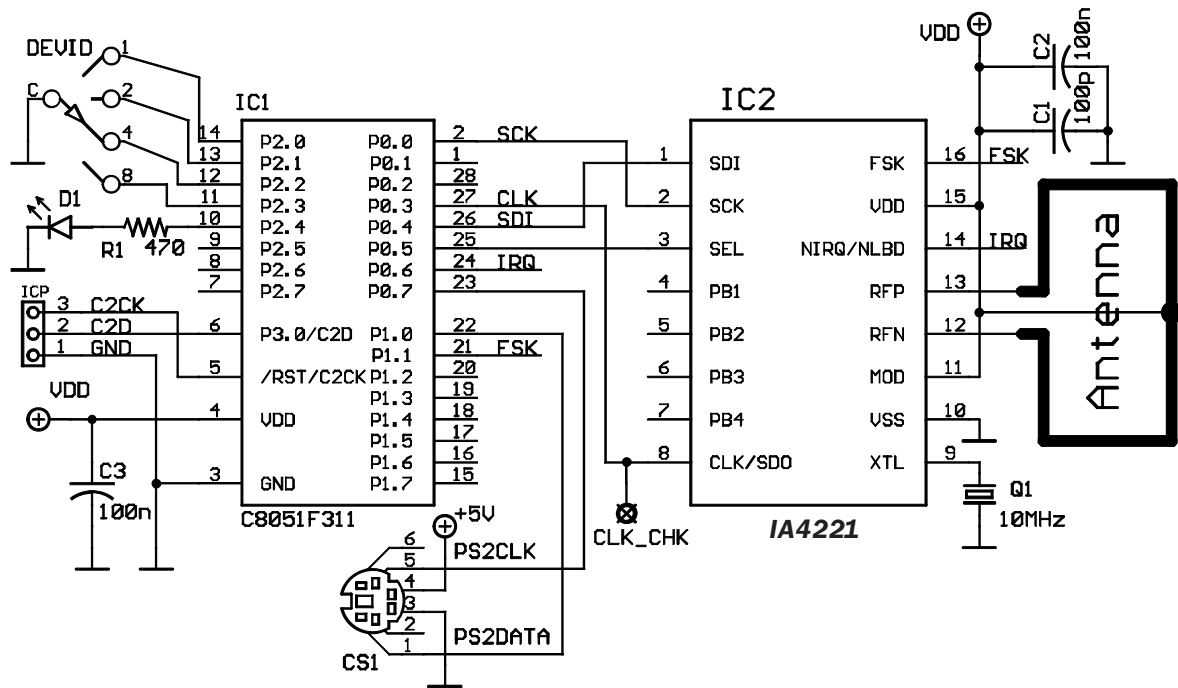 DEVID
1
C
2
4
8
D1
R1
470
ICP
3 C2CK
2 C2D
1 GND
VDD
C3
100n
IC1
14 P2.0
13 P2.1
12 P2.2
11 P2.3
10 P2.4
9 P2.5
8 P2.6
7 P2.7
6 P3.0/C2D
5 /RST/C2CK
4 VDD
3 GND
P0.0 2 SCK
P0.1 1
P0.2 28
P0.3 27 CLK
P0.4 26 SDI
P0.5 25
P0.6 24 IRQ
P0.7 23
P1.0 22
P1.1 21 FSK
P1.2 20
P1.3 19
P1.4 18
P1.5 17
P1.6 16
P1.7 15
C8051F311
+5V
6 PS2CLK
5
4
3
2 PS2DATA
1
CS1
CLK_CHK
IC2
1 SDI
2 SCK
3 SEL
4 PB1
5 PB2
6 PB3
7 PB4
8 CLK/SDO
FSK 16 FSK
VDD 15
NIRQ/NLBD 14 IRQ
RFP 13
RFN 12
MOD 11
VSS 10
XTL 9
IA4221
VDD
C2
100n
C1
100p
Antenna
Q1
10MHz